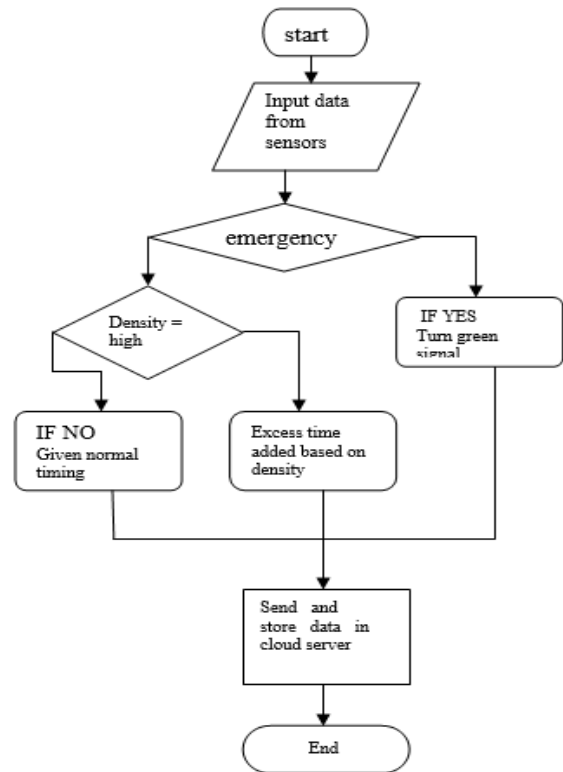 start
Input data
from
sensors
emergency
Density =
high
IF YES
Turn green
signal
IF NO
Given normal
timing
Excess time
added based on
density
Send and
store data in
cloud server
End